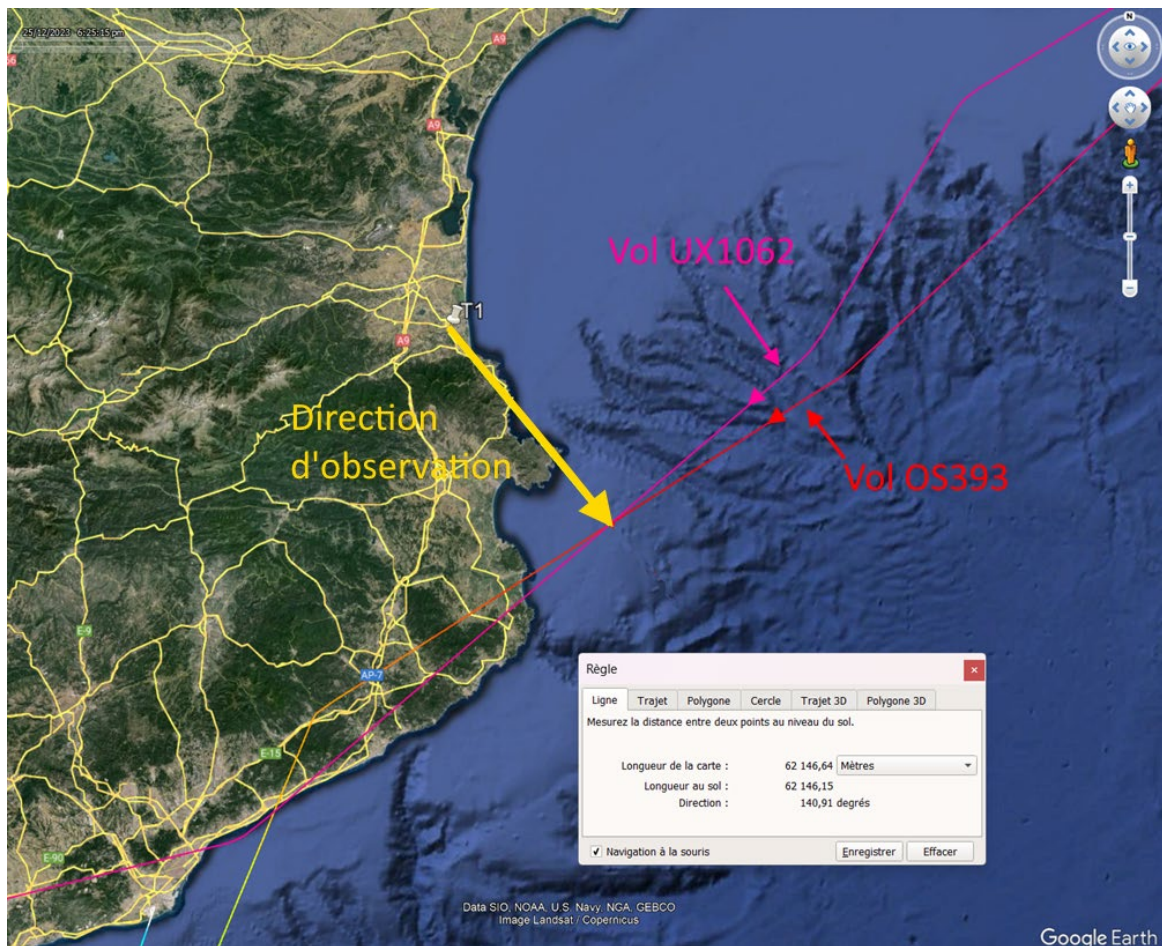 25/12/2023 - 6:25:15 pm
A9
N
A9
Vol UX1062
T1
A9
Direction
d'observation
Vol OS393
E-9
AP-7
Règle
Ligne Trajet Polygone Cercle Trajet 3D Polygone 3D
Mesurez la distance entre deux points au niveau du sol.
Longueur de la carte : 62 146,64 Mètres
Longueur au sol : 62 146,15
Direction : 140,91 degrés
E-15
Navigation à la souris Enregistrer Effacer
E-90
Data SIO, NOAA, U.S. Navy, NGA, GEBCO
Image Landsat / Copernicus
Google Earth